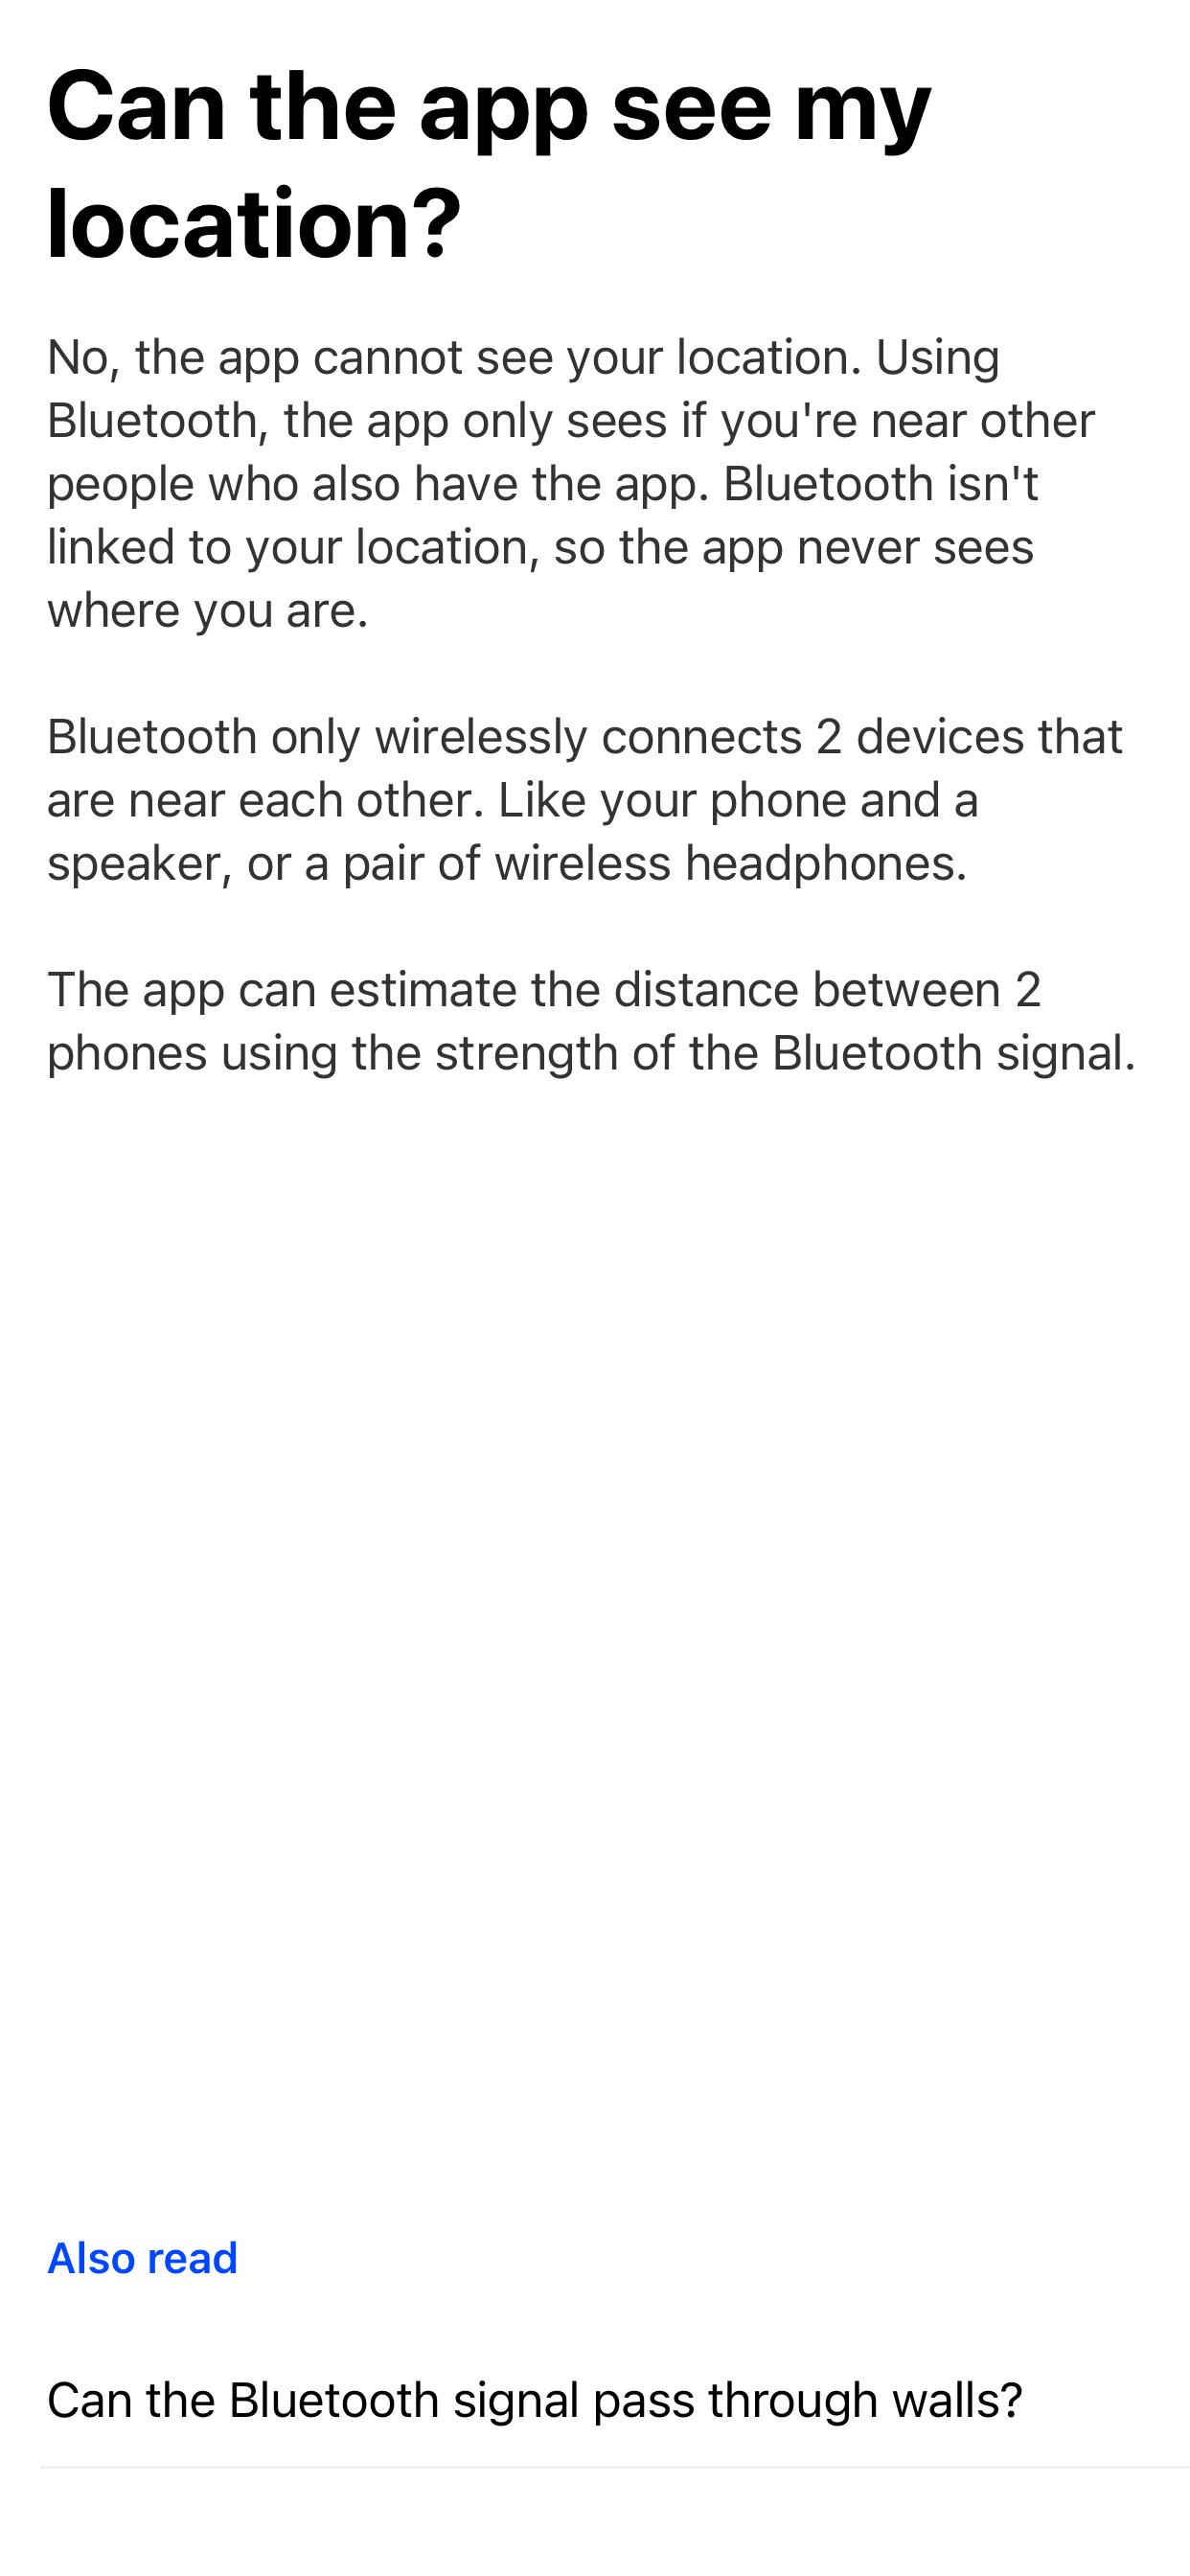 Can the app see my
location?
No, the app cannot see your location. Using
Bluetooth, the app only sees if you're near other
people who also have the app. Bluetooth isn't
linked to your location, so the app never sees
where you are.
Bluetooth only wirelessly connects 2 devices that
are near each other. Like your phone and a
speaker, or a pair of wireless headphones.
The app can estimate the distance between 2
phones using the strength of the Bluetooth signal.
Also read
Can the Bluetooth signal pass through walls?